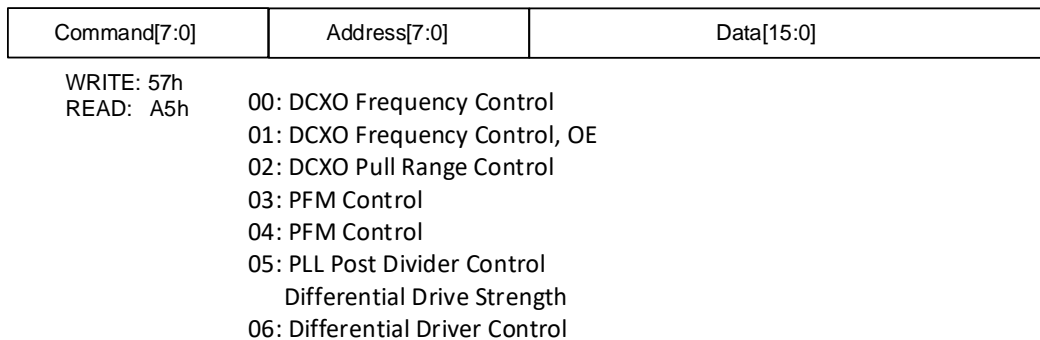 Command[7:0] Address[7:0] Data[15:0]
WRITE: 57h
READ: A5h
00: DCXO Frequency Control
01: DCXO Frequency Control, OE
02: DCXO Pull Range Control
03: PFM Control
04: PFM Control
05: PLL Post Divider Control
Differential Drive Strength
06: Differential Driver Control